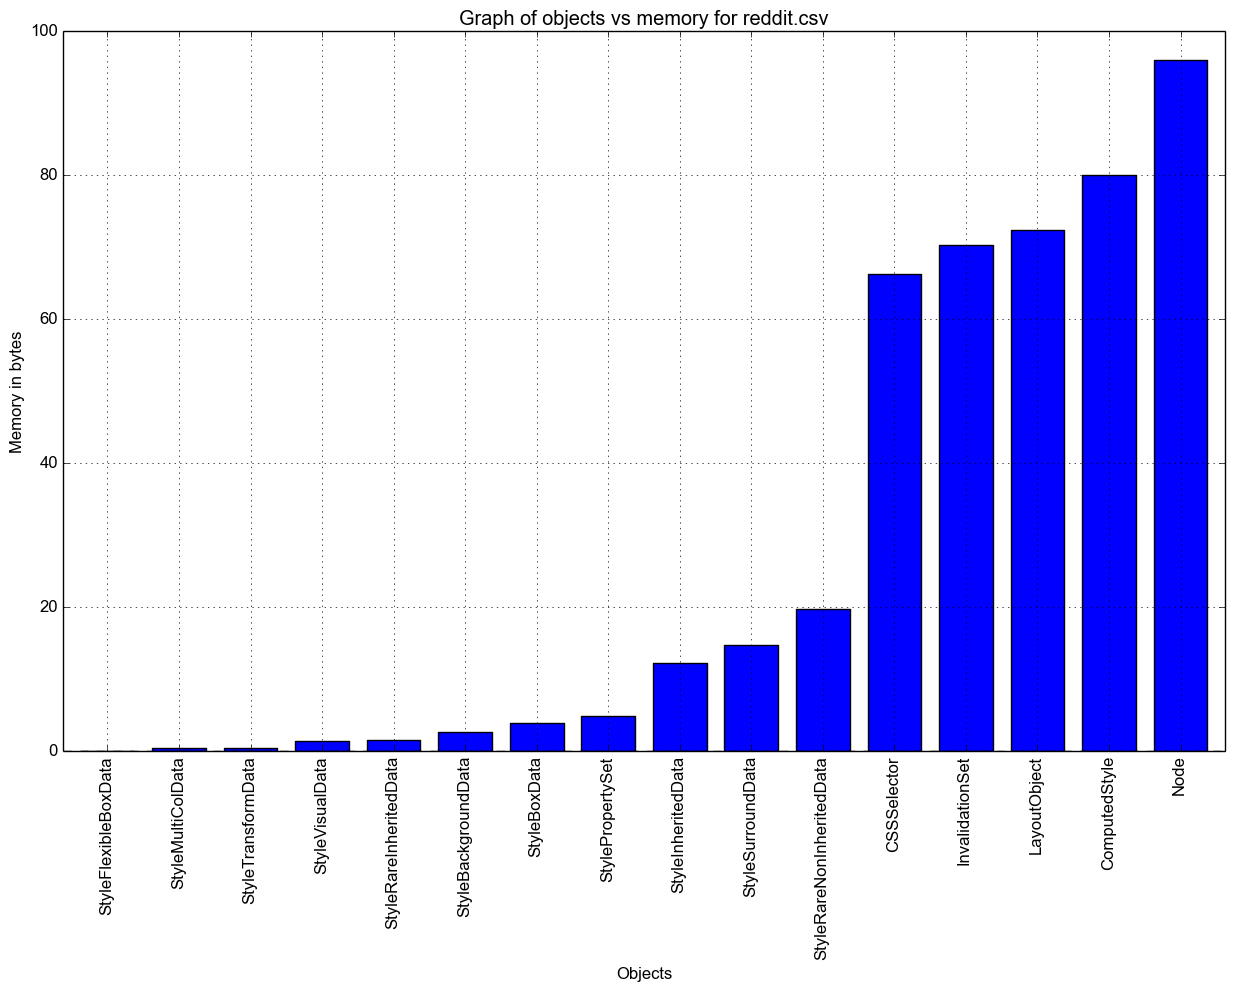 Graph of objects vs memory for reddit.csv
100
80
60
40
20
0
Memory in bytes
StyleFlexibleBoxData
StyleMultiColData
StyleTransformData
StyleVisualData
StyleRareInheritedData
StyleBackgroundData
StyleBoxData
StylePropertySet
StyleInheritedData
StyleSurroundData
StyleRareNonInheritedData
CSSSelector
InvalidationSet
LayoutObject
ComputedStyle
Node
Objects